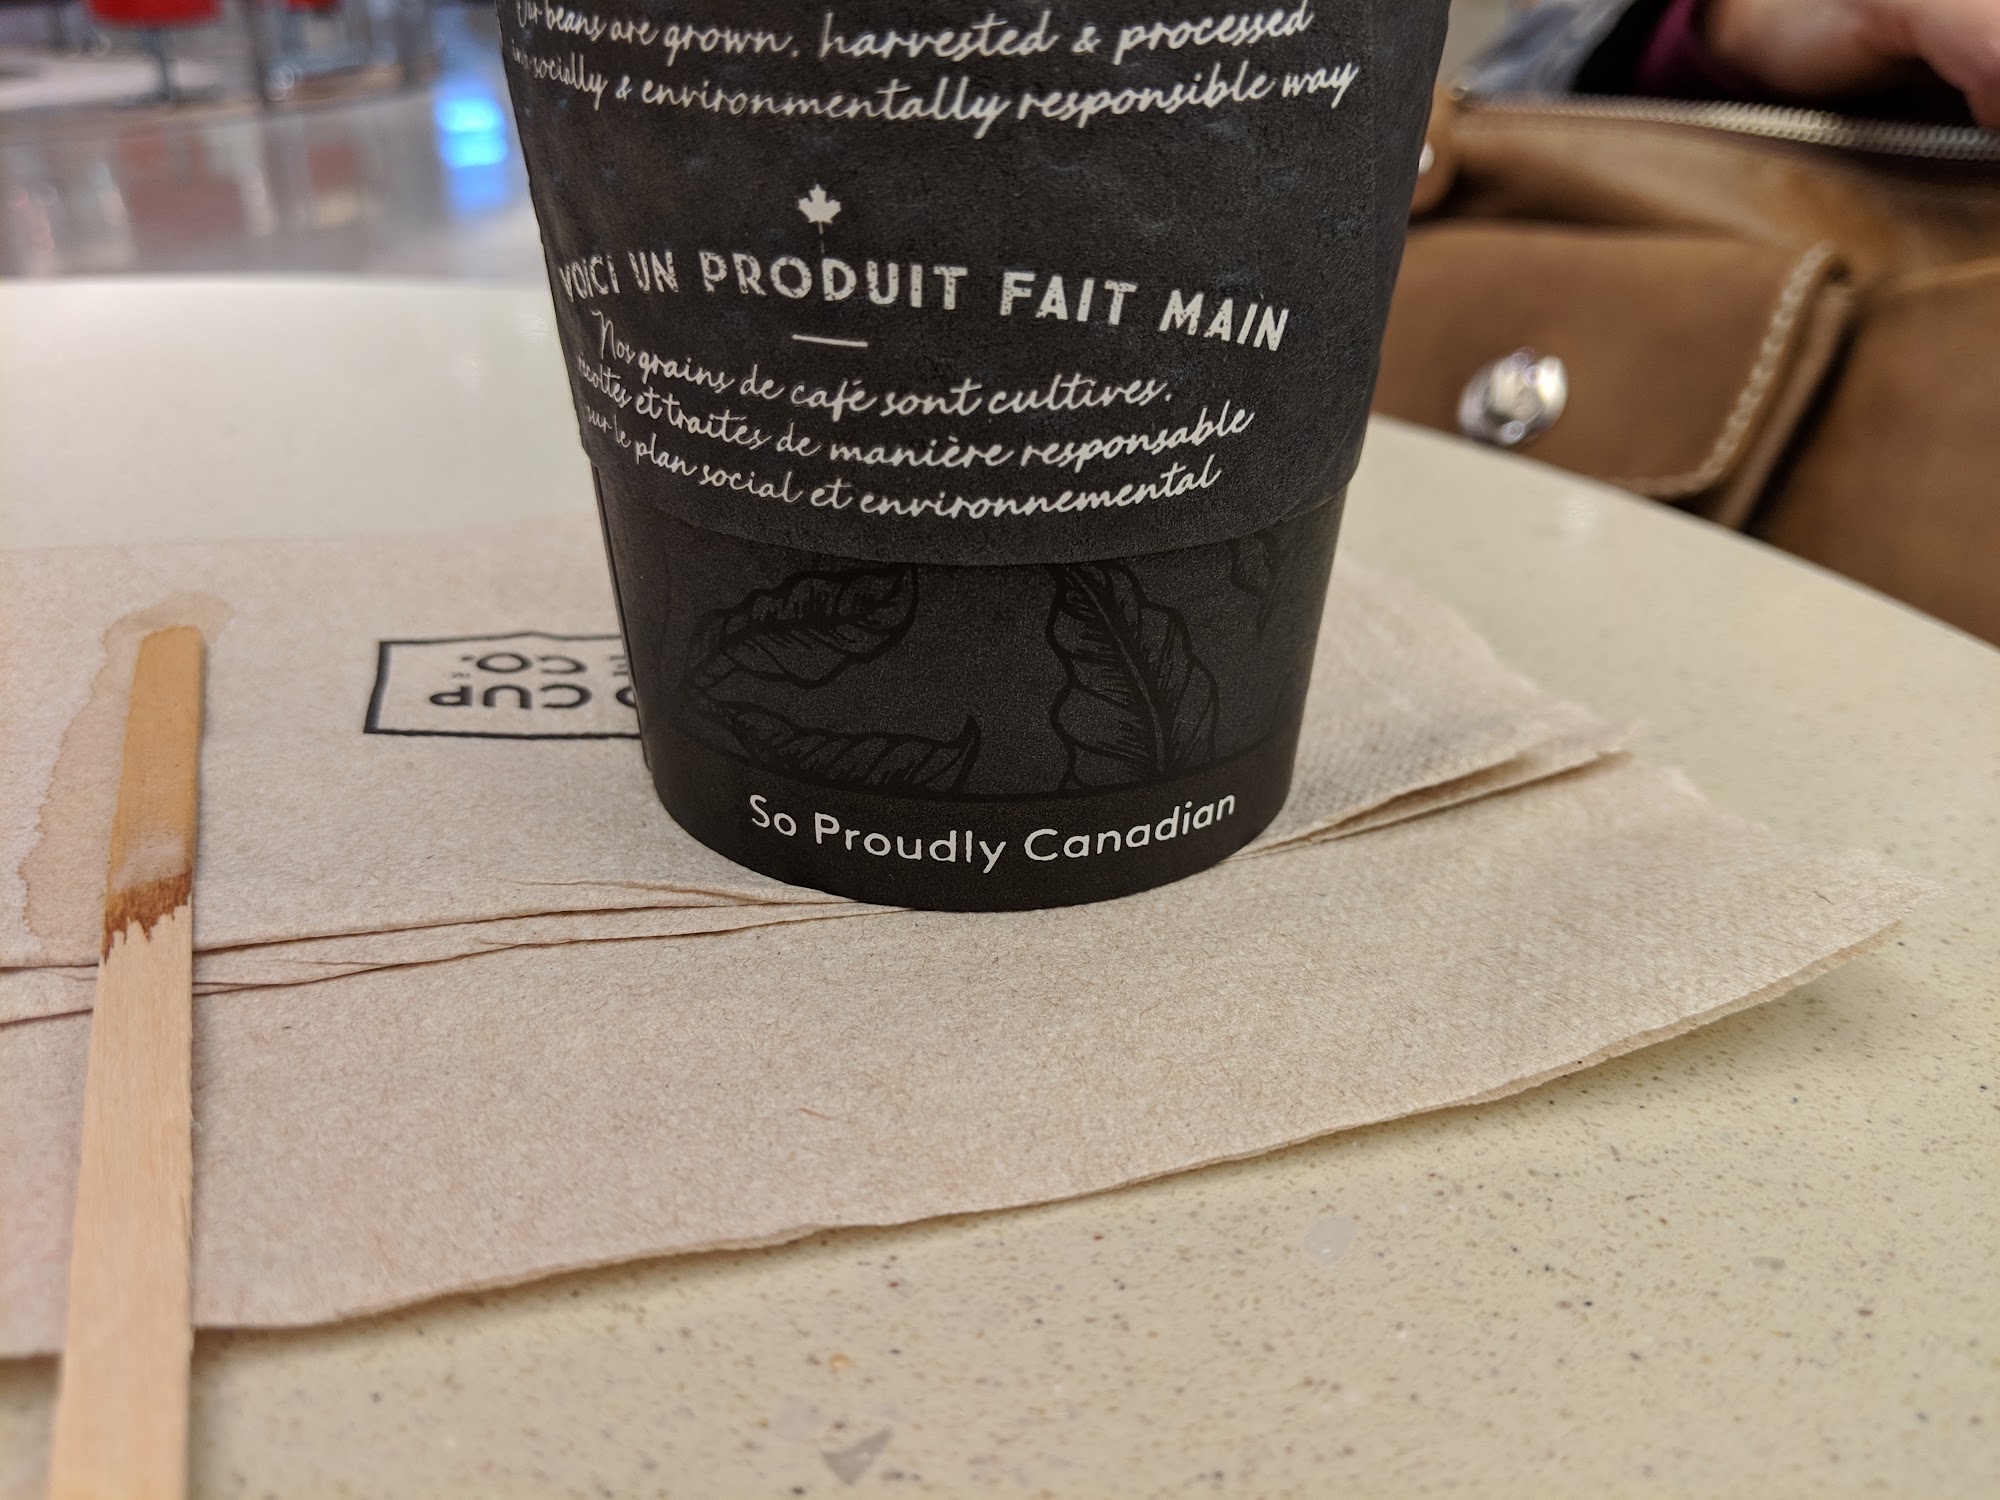 Our beans are grown, harvested & processed
in a socially & environmentally responsible way
VOICI UN PRODUIT FAIT MAIN
Nos grains de café sont cultivés,
récoltés et traités de manière responsable
sur le plan social et environnemental
So Proudly Canadian
CUP
CO.